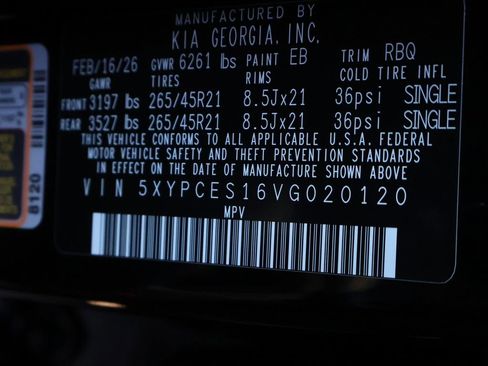 MANUFACTURED BY
KIA GEORGIA, INC.
FEB/16/26 GVWR 6261 lbs PAINT EB TRIM RBQ
GAWR TIRES RIMS COLD TIRE INFL
FRONT 3197 lbs 265/45R21 8.5Jx21 36psi SINGLE
REAR 3527 lbs 265/45R21 8.5Jx21 36psi SINGLE
THIS VEHICLE CONFORMS TO ALL APPLICABLE U.S.A. FEDERAL
MOTOR VEHICLE SAFETY AND THEFT PREVENTION STANDARDS
IN EFFECT ON THE DATE OF MANUFACTURE SHOWN ABOVE
VIN 5XYPCES16VG020120
MPV
8120